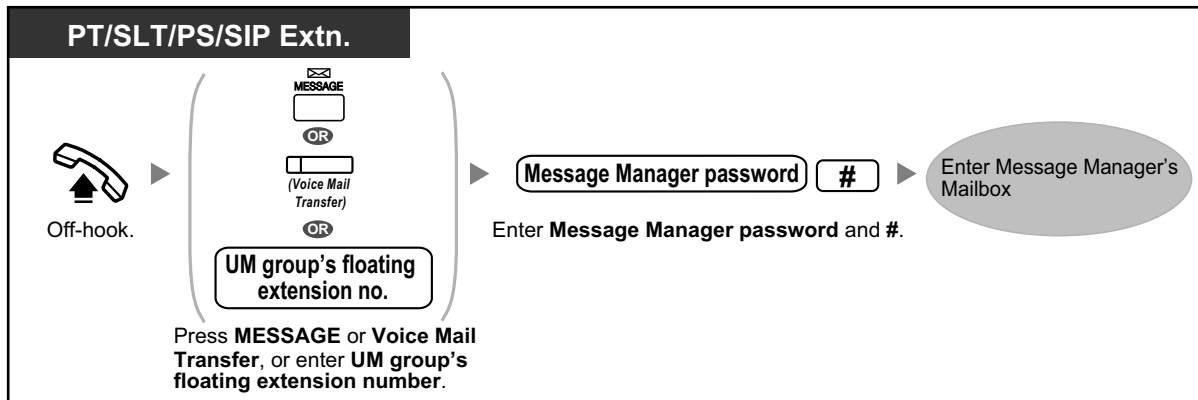 PT/SLT/PS/SIP Extn.
MESSAGE
OR
(Voice Mail
Transfer)
OR
UM group’s floating
extension no.
Off-hook.
Press MESSAGE or Voice Mail
Transfer, or enter UM group’s
floating extension number.
Message Manager password #
Enter Message Manager password and #.
Enter Message Manager’s
Mailbox